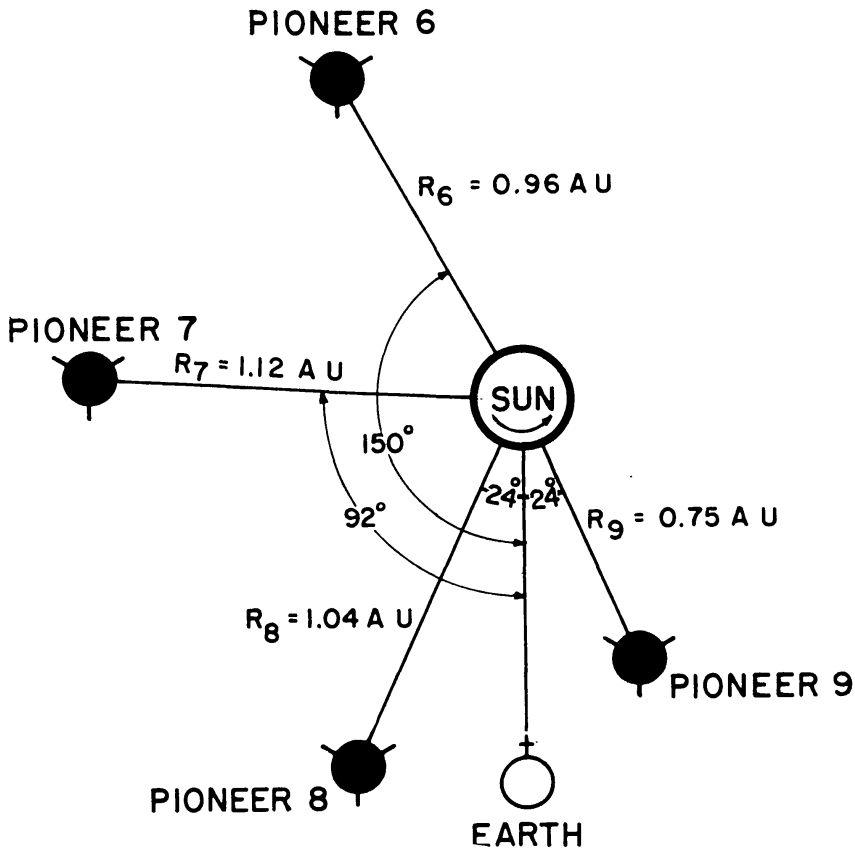 PIONEER 6
R6 = 0.96 A U
PIONEER 7
R7 = 1.12 A U
SUN
150°
24°
24°
92°
R9 = 0.75 A U
R8 = 1.04 A U
PIONEER 9
PIONEER 8
EARTH